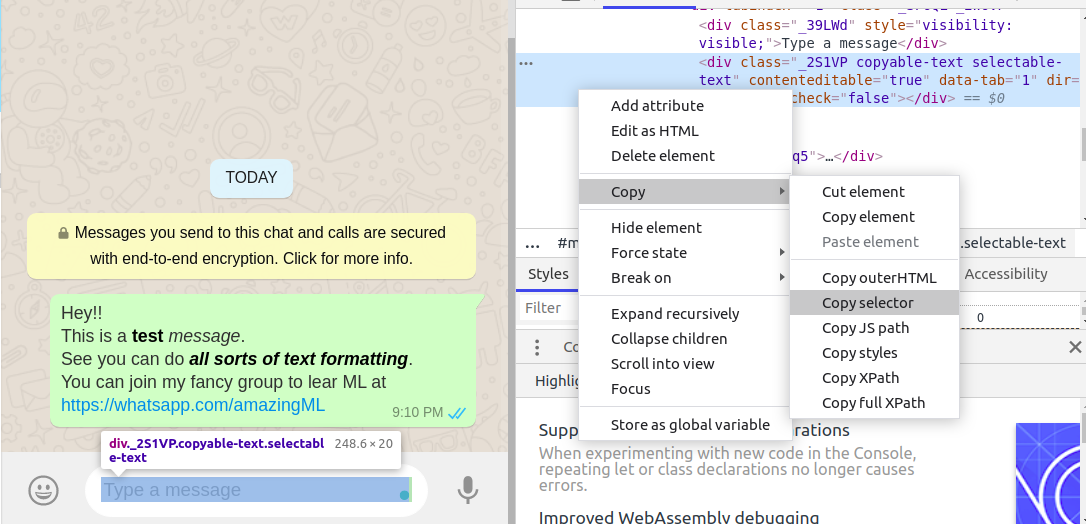 TODAY
Messages you send to this chat and calls are secured
with end-to-end encryption. Click for more info.
Hey!!
This is a test message.
See you can do all sorts of text formatting.
You can join my fancy group to lear ML at
https://whatsapp.com/amazingML
9:10 PM
div._2S1VP.copyable-text.selectabl
e-text
248.6 × 20
Type a message
<div class="_39LWd" style="visibility:
visible;">Type a message</div>
<div class="_2S1VP copyable-text selectable-
text" contenteditable="true" data-tab="1" dir=
check="false"></div> == $0
q5">…</div>
Add attribute
Edit as HTML
Delete element
Copy
Hide element
Force state
Break on
Expand recursively
Collapse children
Scroll into view
Focus
Store as global variable
Cut element
Copy element
Paste element
Copy outerHTML
Copy selector
Copy JS path
Copy styles
Copy XPath
Copy full XPath
... #m
.selectable-text
Styles
Accessibility
Filter
0
Co
Highlig
Supp
rations
When experimenting with new code in the Console,
repeating let or class declarations no longer causes
errors.
Improved WebAssembly debugging